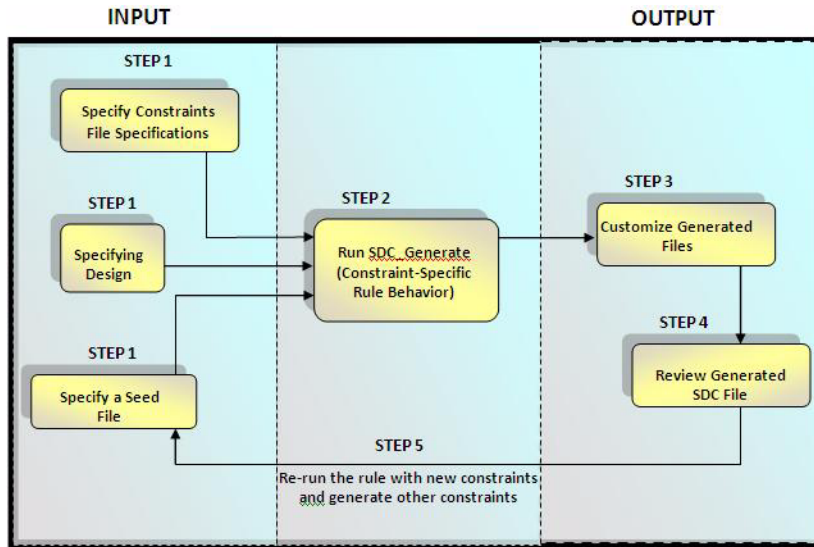 INPUT
OUTPUT
STEP 1
Specify Constraints
File Specifications
STEP 1
Specifying
Design
STEP 1
Specify a Seed
File
STEP 2
Run SDC_Generate
(Constraint-Specific
Rule Behavior)
STEP 3
Customize Generated
Files
STEP 4
Review Generated
SDC File
STEP 5
Re-run the rule with new constraints
and generate other constraints